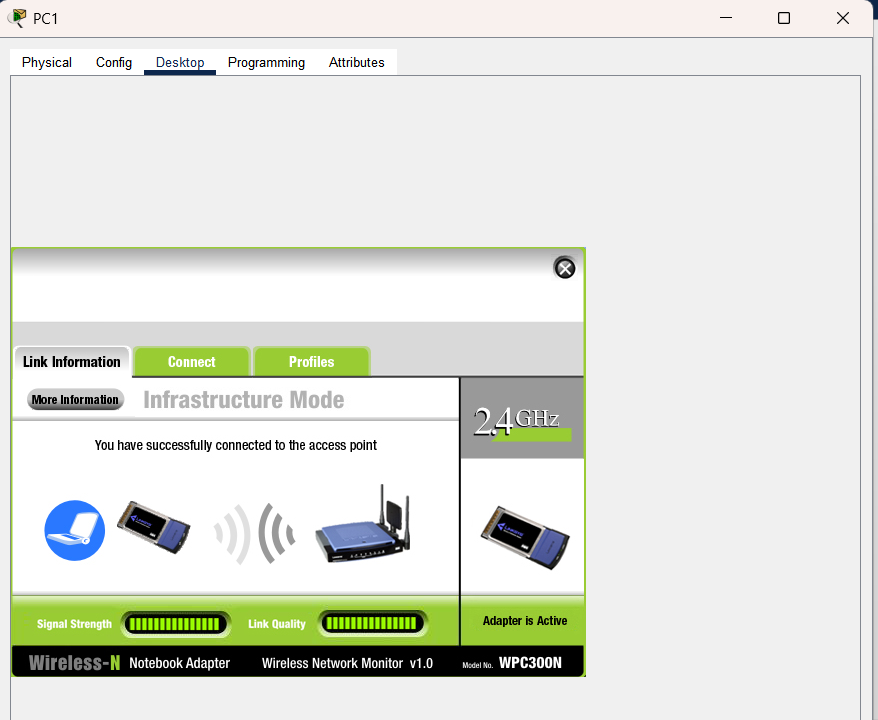 PC1
Physical Config Desktop Programming Attributes
Link Information Connect Profiles
More Information Infrastructure Mode
2.4GHz
You have successfully connected to the access point
Signal Strength Link Quality
Adapter is Active
Wireless-N Notebook Adapter Wireless Network Monitor v1.0 Model No. WPC300N